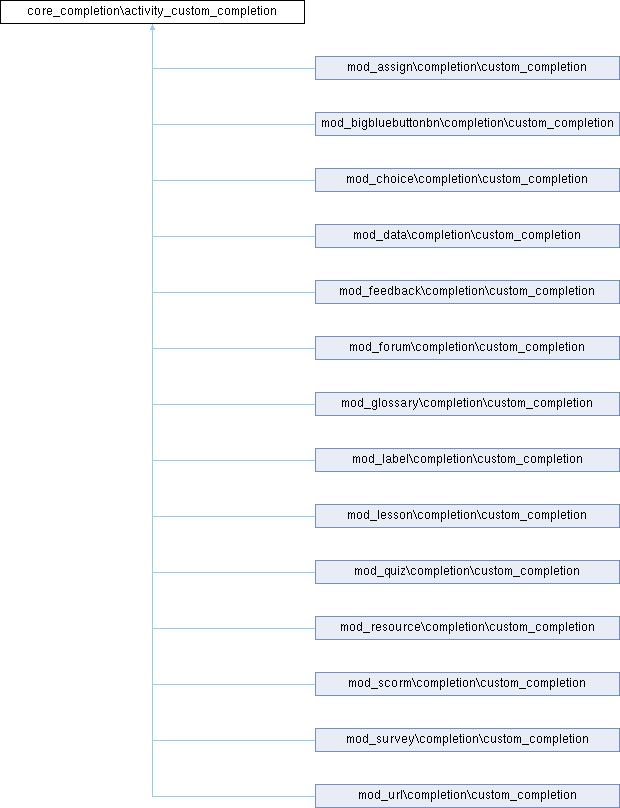 core_completion\activity_custom_completion
mod_assign\completion\custom_completion
mod_bigbluebuttonbn\completion\custom_completion
mod_choice\completion\custom_completion
mod_data\completion\custom_completion
mod_feedback\completion\custom_completion
mod_forum\completion\custom_completion
mod_glossary\completion\custom_completion
mod_label\completion\custom_completion
mod_lesson\completion\custom_completion
mod_quiz\completion\custom_completion
mod_resource\completion\custom_completion
mod_scorm\completion\custom_completion
mod_survey\completion\custom_completion
mod_url\completion\custom_completion